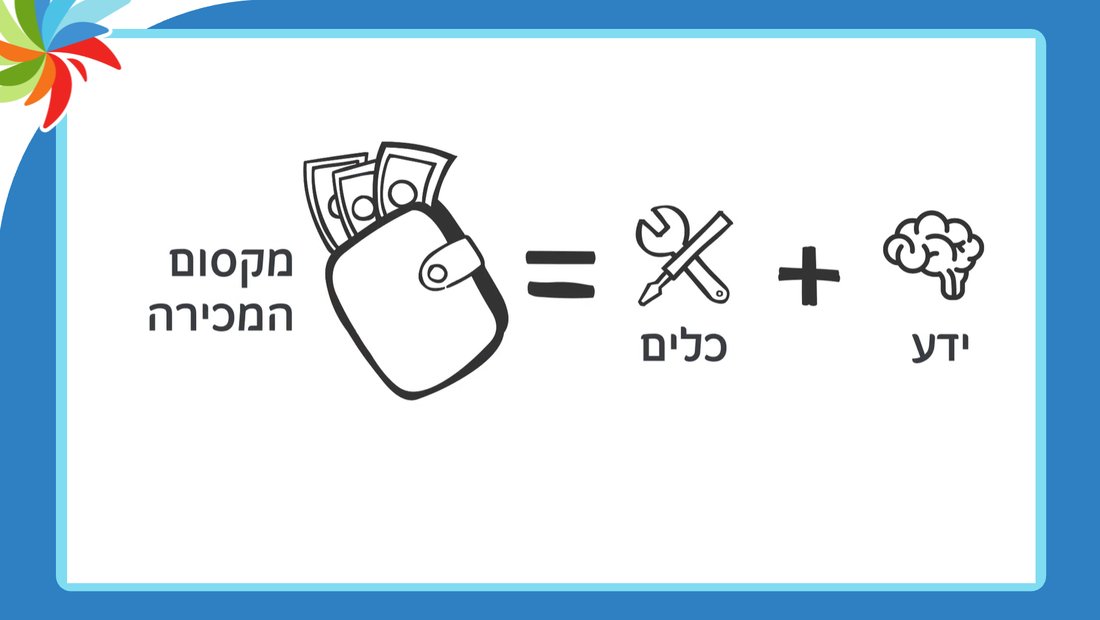 ידע
+
כלים
=
מקסום
המכירה